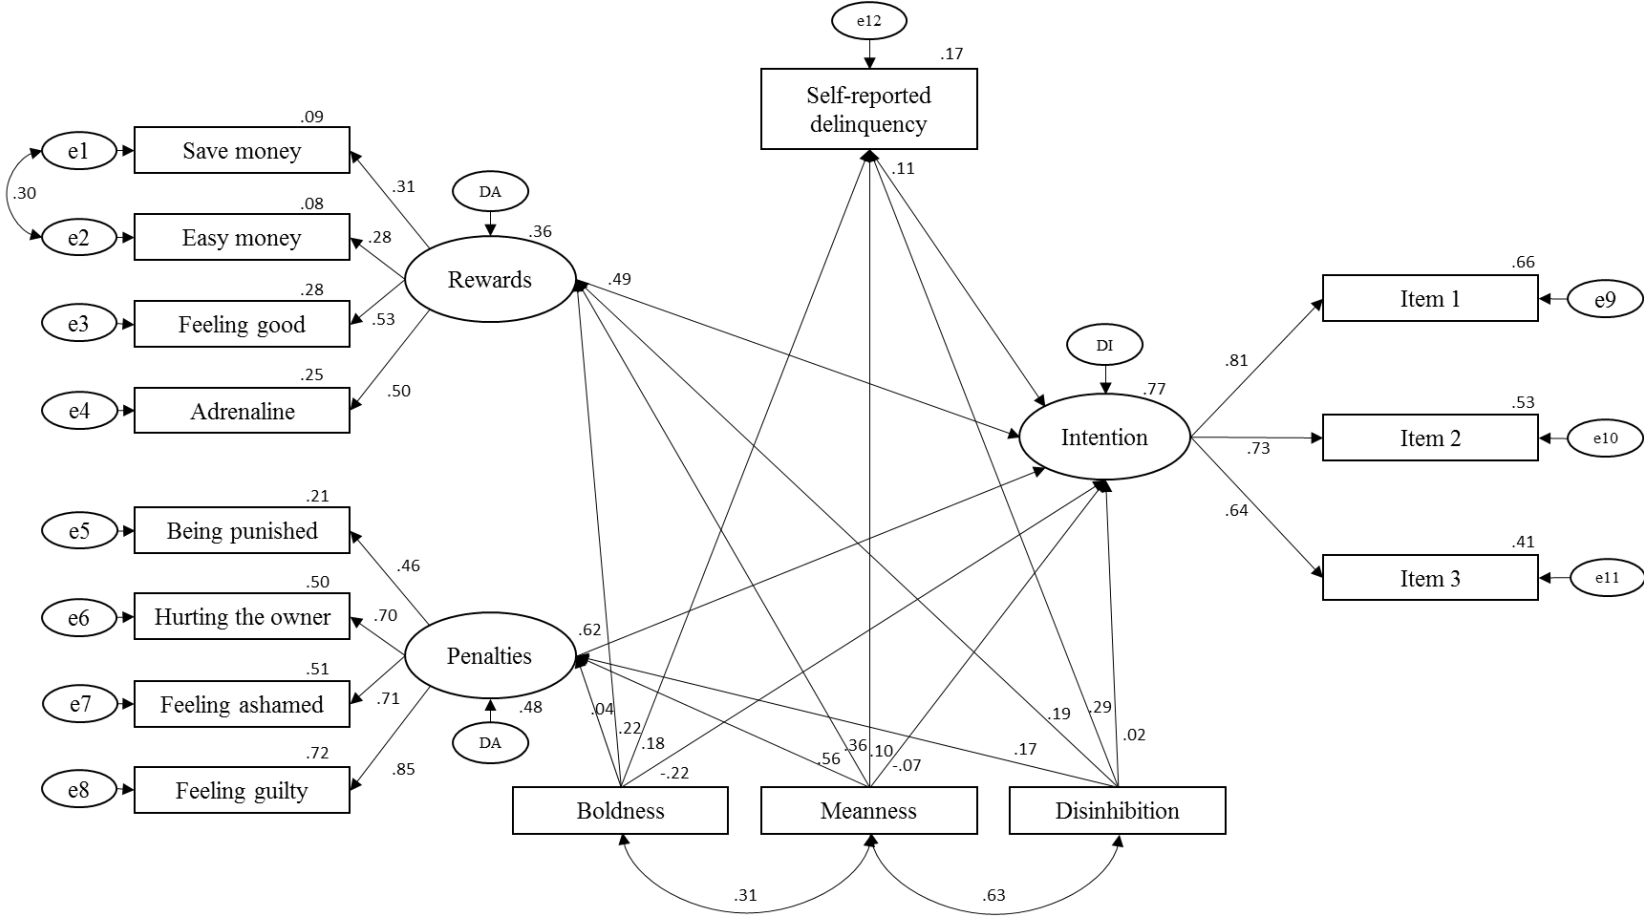 e12
.17
Self-reported
delinquency
.11
.09
e1
Save money
.31
.30
.08
e2
Easy money
.28
.28
e3
Feeling good
.53
.25
e4
Adrenaline
.50
DA
.36
Rewards
.49
DI
.77
Intention
.66
.81
Item 1
e9
.53
.73
Item 2
e10
.64
.41
Item 3
e11
.21
e5
Being punished
.46
.50
e6
Hurting the owner
.70
.51
e7
Feeling ashamed
.71
.72
e8
Feeling guilty
.85
.62
Penalties
.48
DA
.04
.22
.18
-.22
.56
.36
.10
-.07
.17
.19
.29
.02
Boldness
Meanness
Disinhibition
.31
.63